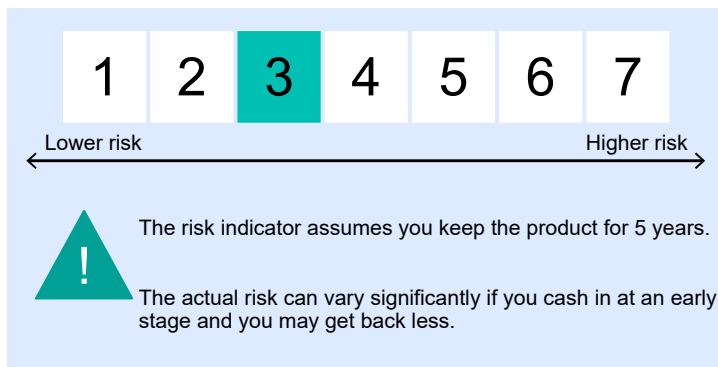 1 2 3 4 5 6 7
Lower risk Higher risk
!
The risk indicator assumes you keep the product for 5 years.
The actual risk can vary significantly if you cash in at an early
stage and you may get back less.